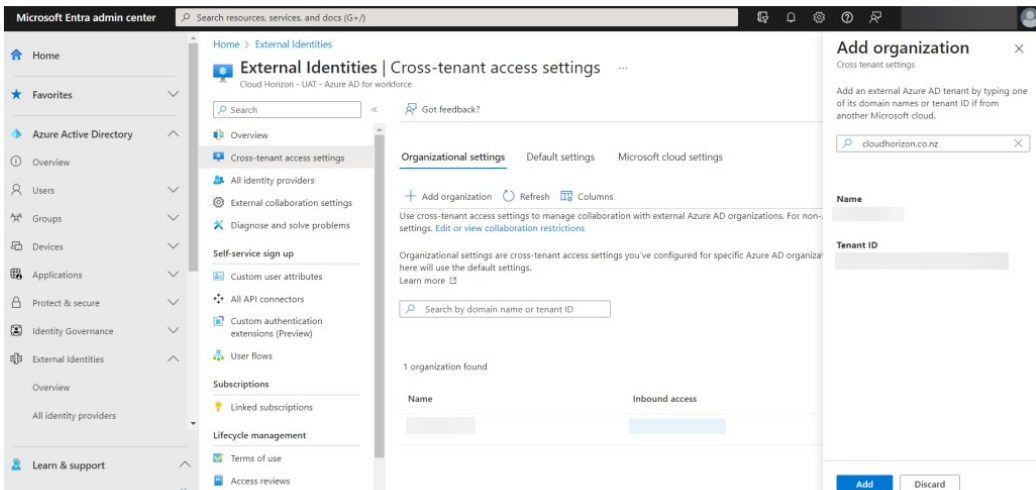 Microsoft Entra admin center
Search resources, services, and docs (G+/)
Home
Favorites
Azure Active Directory
Overview
Users
Groups
Devices
Applications
Protect & secure
Identity Governance
External Identities
Overview
All identity providers
Learn & support
Home > External Identities
External Identities | Cross-tenant access settings ...
Cloud Horizon - UAT - Azure AD for workforce
Search
Overview
Cross-tenant access settings
All identity providers
External collaboration settings
Diagnose and solve problems
Self-service sign up
Custom user attributes
All API connectors
Custom authentication
extensions (Preview)
User flows
Subscriptions
Linked subscriptions
Lifecycle management
Terms of use
Access reviews
Got feedback?
Organizational settings Default settings Microsoft cloud settings
Add organization Refresh Columns
Use cross-tenant access settings to manage collaboration with external Azure AD organizations. For non-
settings. Edit or view collaboration restrictions
Organizational settings are cross-tenant access settings you've configured for specific Azure AD organiza
here will use the default settings.
Learn more
Search by domain name or tenant ID
1 organization found
Name Inbound access
Add organization
Cross tenant settings
Add an external Azure AD tenant by typing one
of its domain names or tenant ID if from
another Microsoft cloud.
cloudhorizon.co.nz
Name
Tenant ID
Add Discard